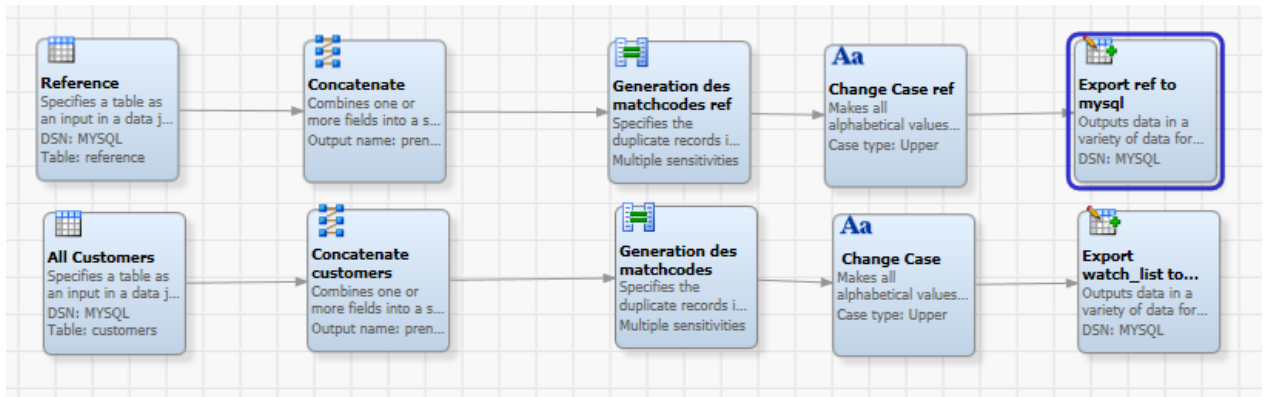 Reference
Specifies a table as
an input in a data j...
DSN: MYSQL
Table: reference
Concatenate
Combines one or
more fields into a s...
Output name: pren...
Generation des
matchcodes ref
Specifies the
duplicate records i...
Multiple sensitivities
Aa
Change Case ref
Makes all
alphabetical values...
Case type: Upper
Export ref to
mysql
Outputs data in a
variety of data for...
DSN: MYSQL
All Customers
Specifies a table as
an input in a data j...
DSN: MYSQL
Table: customers
Concatenate
customers
Combines one or
more fields into a s...
Output name: pren...
Generation des
matchcodes
Specifies the
duplicate records i...
Multiple sensitivities
Aa
Change Case
Makes all
alphabetical values...
Case type: Upper
Export
watch_list to...
Outputs data in a
variety of data for...
DSN: MYSQL